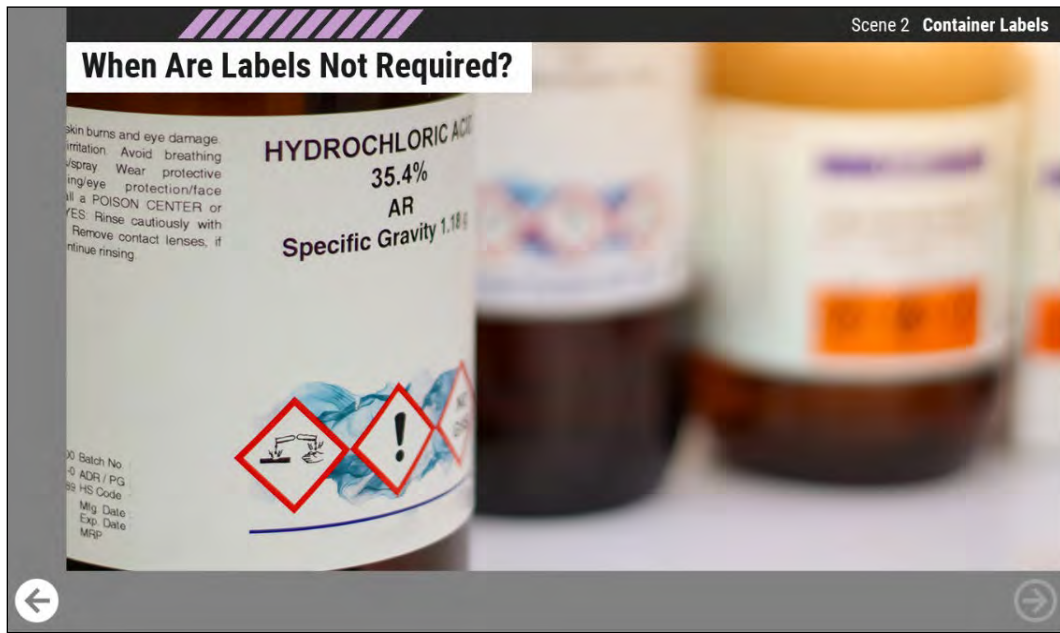 Scene 2 Container Labels
When Are Labels Not Required?
skin burns and eye damage.
irritation. Avoid breathing
/spray Wear protective
ing/eye protection/face
a POISON CENTER or
YES: Rinse cautiously with
Remove contact lenses, if
ntinue rinsing.
HYDROCHLORIC
35.4%
AR
Specific Gravity 1.18
Batch No
ADR / PG
HS Code
Mfg. Date
Exp. Date
MRP